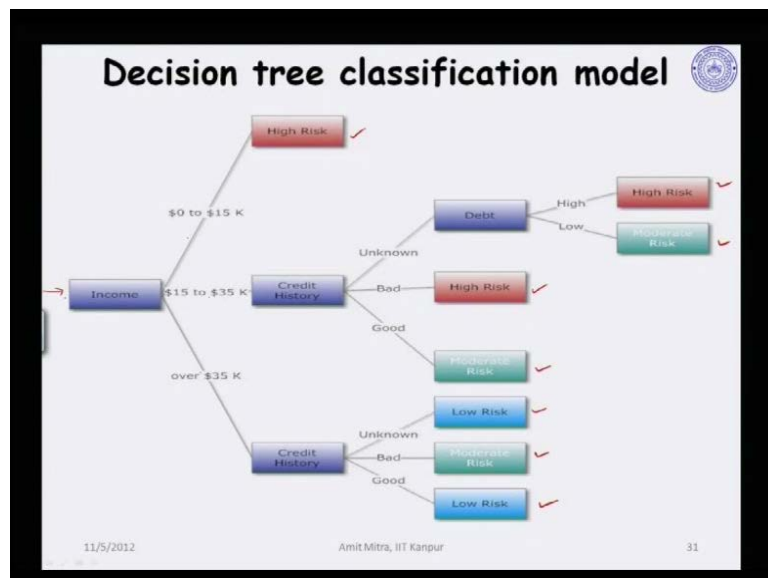 Decision tree classification model
High Risk
$0 to $15 K
High Risk
High
Debt
Low
Moderate
Risk
Unknown
Income
$15 to $35 K
Credit
History
Bad
High Risk
Good
Moderate
Risk
over $35 K
Low Risk
Unknown
Credit
History
Bad
Moderate
Risk
Good
Low Risk
11/5/2012
Amit Mitra, IIT Kanpur
31